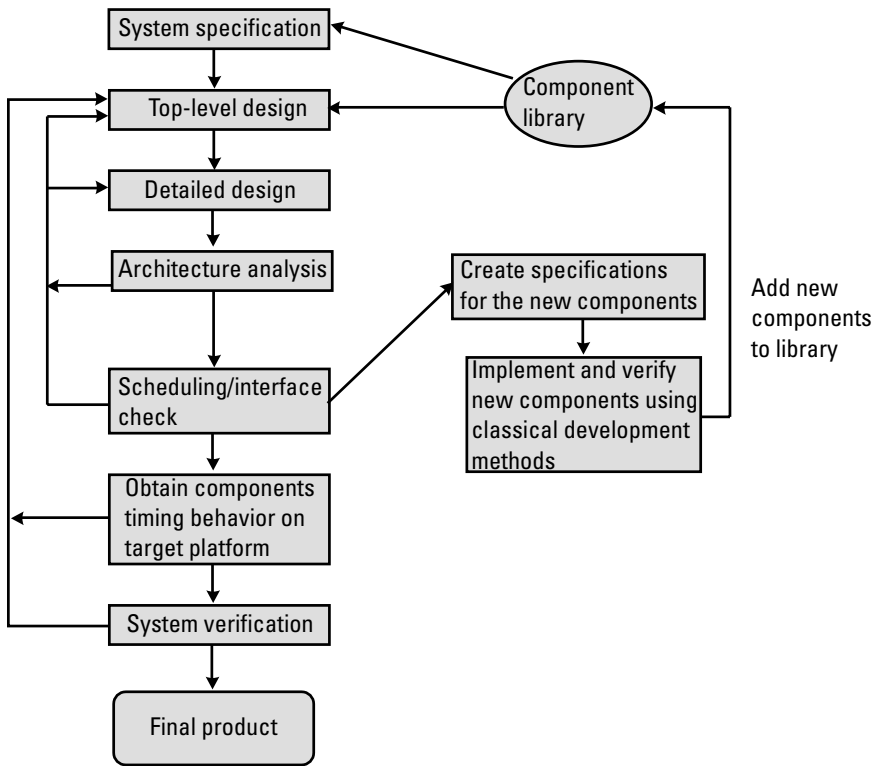 System specification
Component
library
Top-level design
Detailed design
Architecture analysis
Create specifications
for the new components
Add new
components
to library
Scheduling/interface
check
Implement and verify
new components using
classical development
methods
Obtain components
timing behavior on
target platform
System verification
Final product